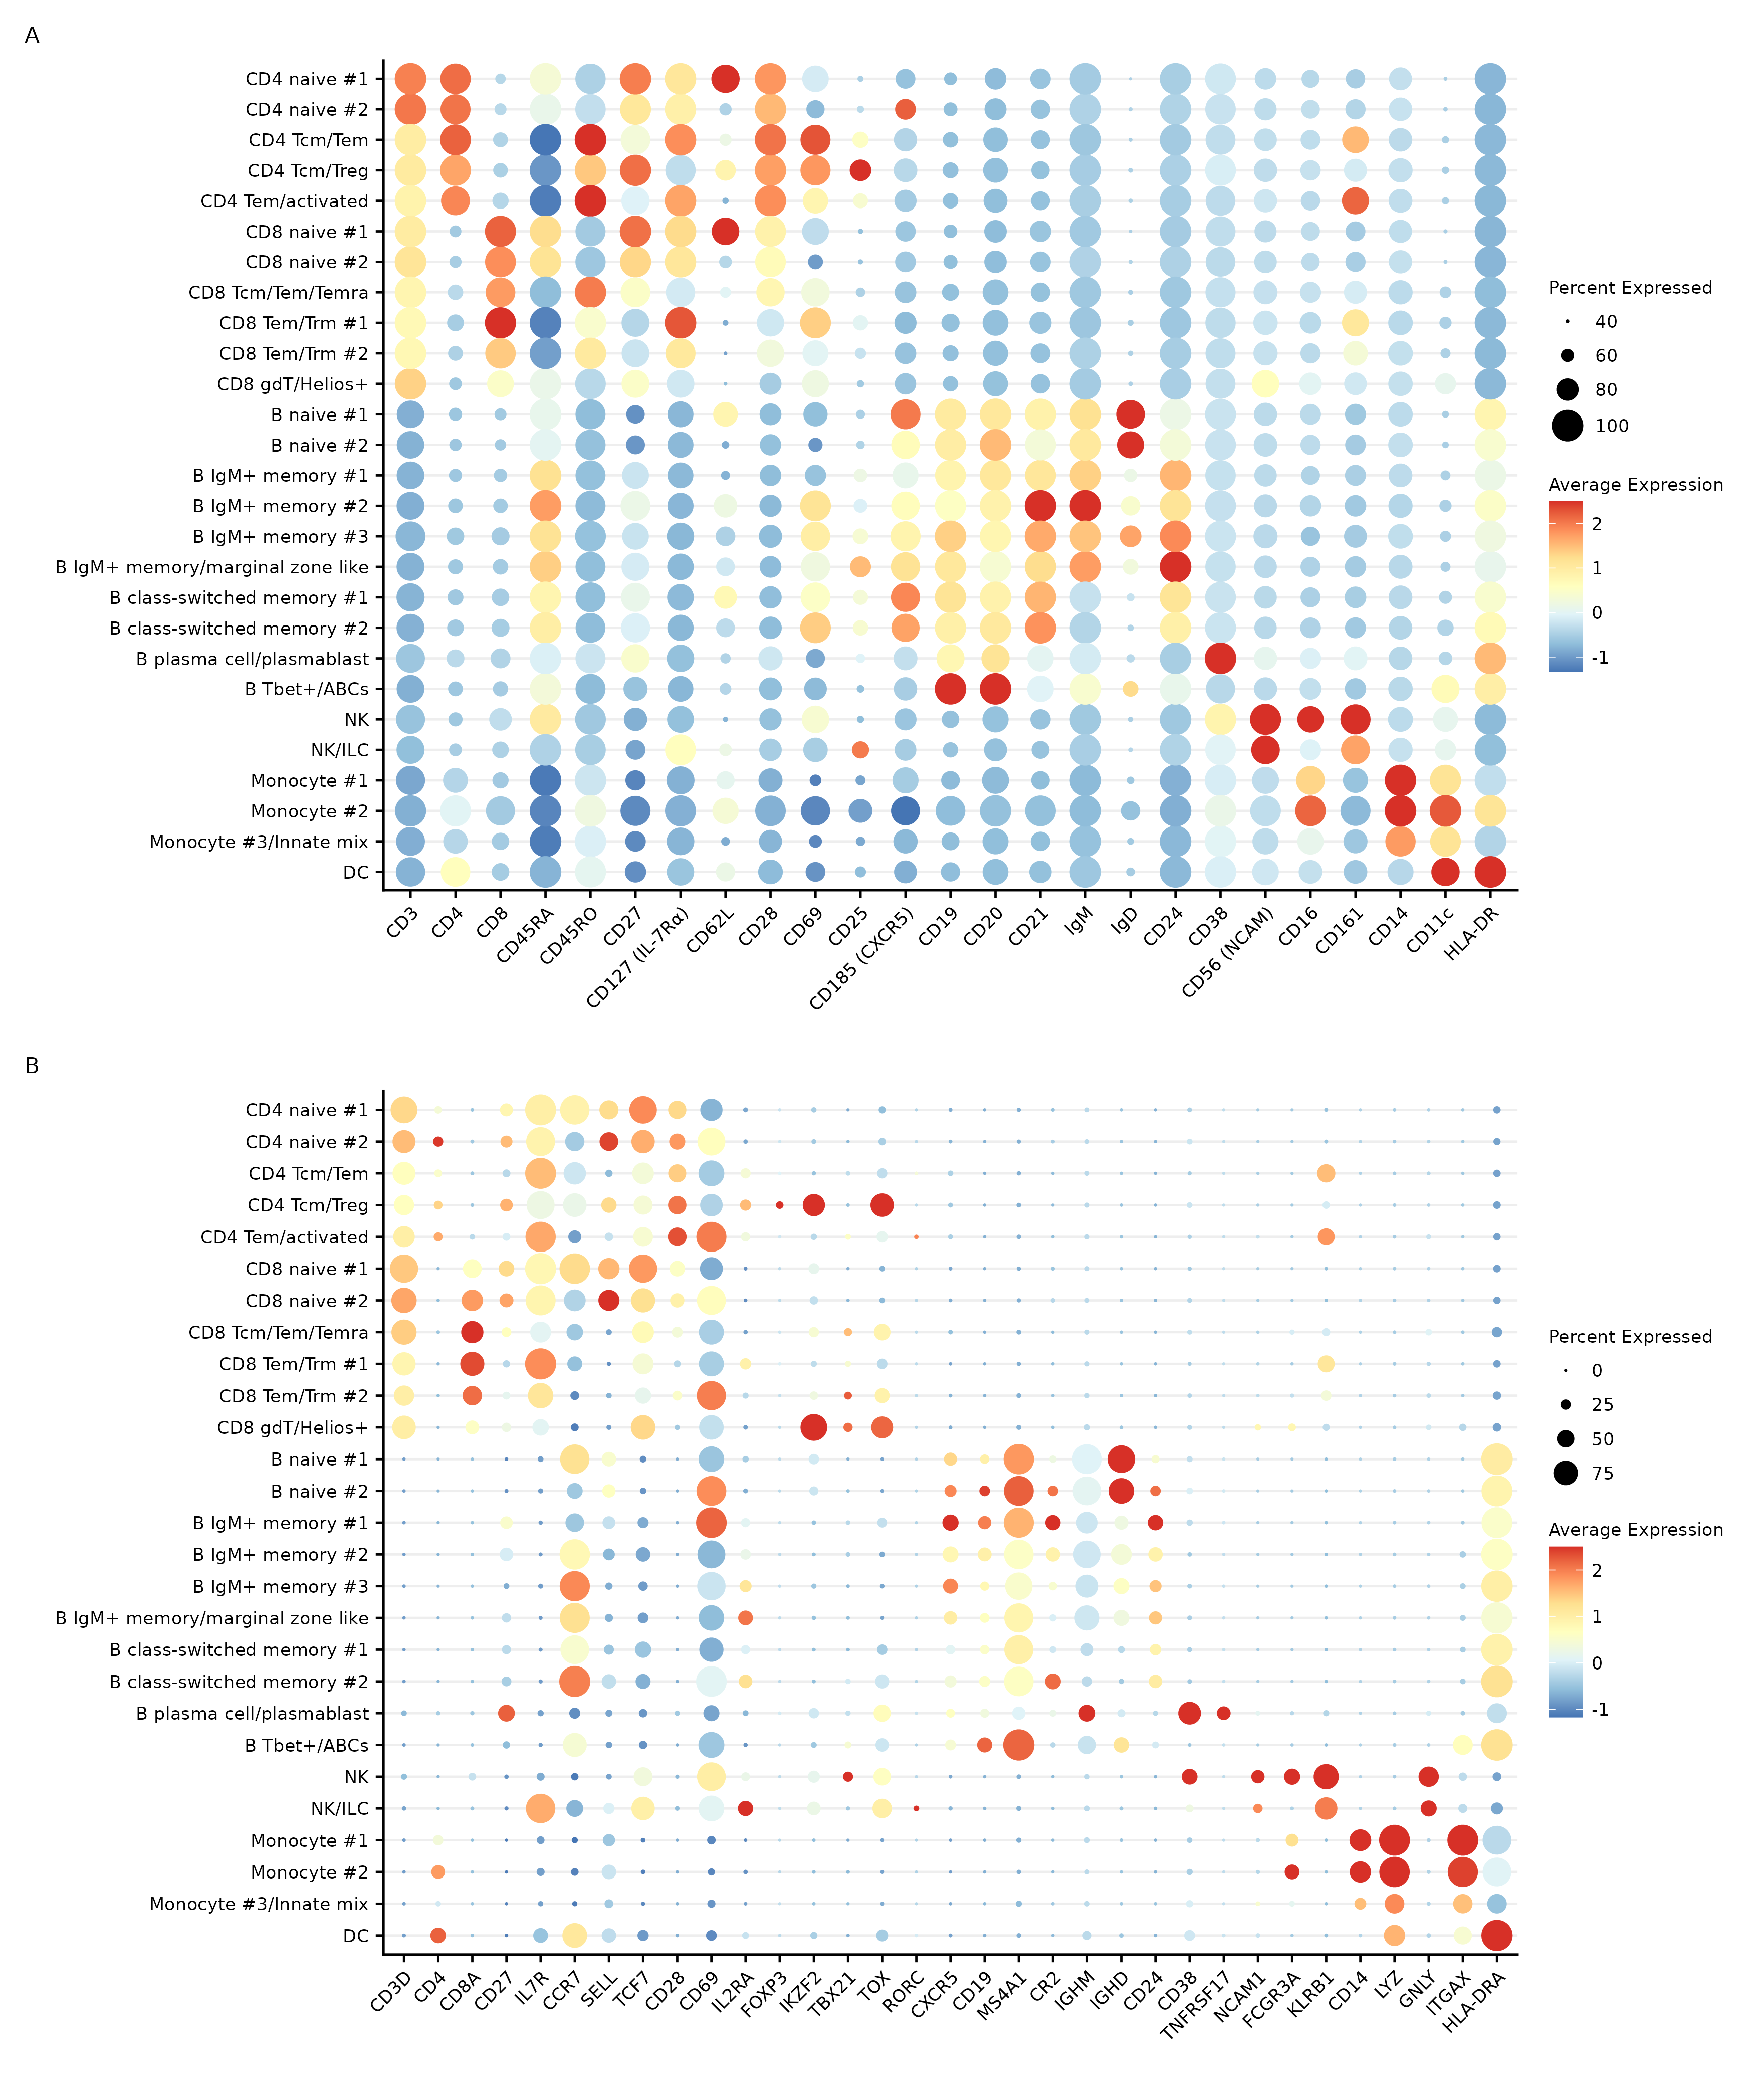 A
CD4 naive #1
CD4 naive #2
CD4 Tcm/Tem
CD4 Tcm/Treg
CD4 Tem/activated
CD8 naive #1
CD8 naive #2
CD8 Tcm/Tem/Temra
CD8 Tem/Trm #1
CD8 Tem/Trm #2
CD8 gdT/Helios+
B naive #1
B naive #2
B IgM+ memory #1
B IgM+ memory #2
B IgM+ memory #3
B IgM+ memory/marginal zone like
B class-switched memory #1
B class-switched memory #2
B plasma cell/plasmablast
B Tbet+/ABCs
NK
NK/ILC
Monocyte #1
Monocyte #2
Monocyte #3/Innate mix
DC
CD3
CD4
CD8
CD45RA
CD45RO
CD27
CD127 (IL-7Rα)
CD62L
CD28
CD69
CD25
CD185 (CXCR5)
CD19
CD20
CD21
IgM
IgD
CD24
CD38
CD56 (NCAM)
CD16
CD161
CD14
CD11c
HLA-DR
Percent Expressed
40
60
80
100
Average Expression
2
1
0
-1
B
CD4 naive #1
CD4 naive #2
CD4 Tcm/Tem
CD4 Tcm/Treg
CD4 Tem/activated
CD8 naive #1
CD8 naive #2
CD8 Tcm/Tem/Temra
CD8 Tem/Trm #1
CD8 Tem/Trm #2
CD8 gdT/Helios+
B naive #1
B naive #2
B IgM+ memory #1
B IgM+ memory #2
B IgM+ memory #3
B IgM+ memory/marginal zone like
B class-switched memory #1
B class-switched memory #2
B plasma cell/plasmablast
B Tbet+/ABCs
NK
NK/ILC
Monocyte #1
Monocyte #2
Monocyte #3/Innate mix
DC
CD3D
CD4
CD8A
CD27
IL7R
CCR7
SELL
TCF7
CD28
CD69
IL2RA
FOXP3
IKZF2
TBX21
TOX
RORC
CXCR5
CD19
MS4A1
CR2
IGHM
IGHD
CD24
CD38
TNFRSF17
NCAM1
FCGR3A
KLRB1
CD14
LYZ
GNLY
ITGAX
HLA-DRA
Percent Expressed
0
25
50
75
Average Expression
2
1
0
-1